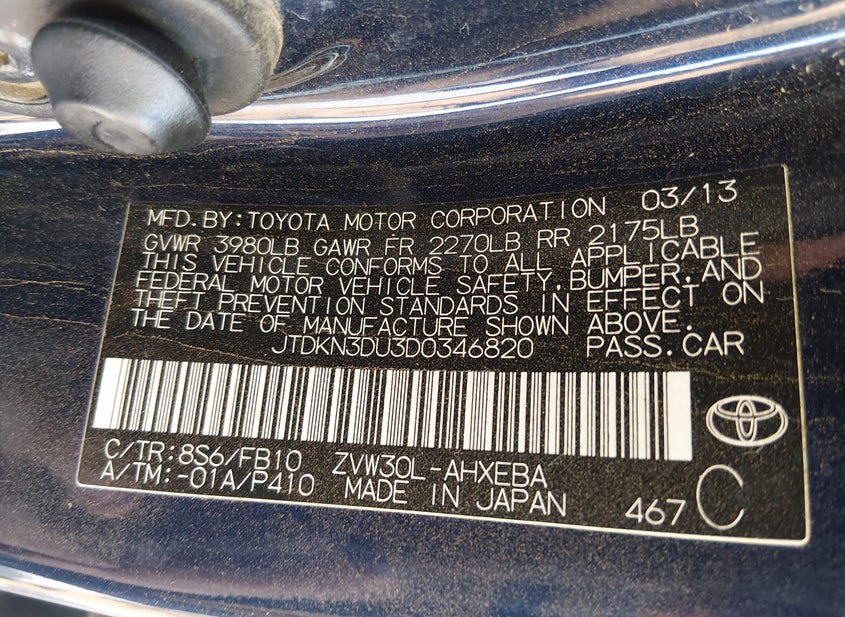 MFD.BY:TOYOTA MOTOR CORPORATION 03/13
GVWR 3980LB GAWR FR 2270LB RR 2175LB
THIS VEHICLE CONFORMS TO ALL APPLICABLE
FEDERAL MOTOR VEHICLE SAFETY,BUMPER,AND
THEFT PREVENTION STANDARDS IN EFFECT ON
THE DATE OF MANUFACTURE SHOWN ABOVE.
JTDKN3DU3D0346820 PASS.CAR
C/TR:8S6/FB10 ZVW30L-AHXEBA
A/TM:-01A/P410 MADE IN JAPAN 467 C